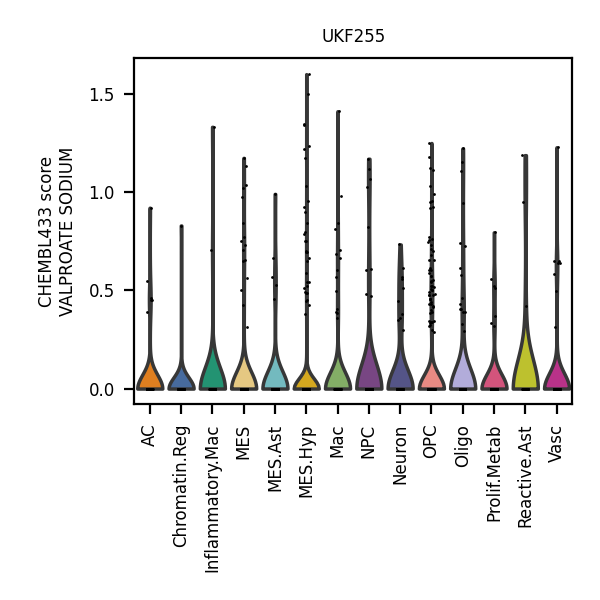 UKF255
CHEMBL433 score
VALPROATE SODIUM
1.5
1.0
0.5
0.0
AC
Chromatin.Reg
Inflammatory.Mac
MES
MES.Ast
MES.Hyp
Mac
NPC
Neuron
OPC
Oligo
Prolif.Metab
Reactive.Ast
Vasc